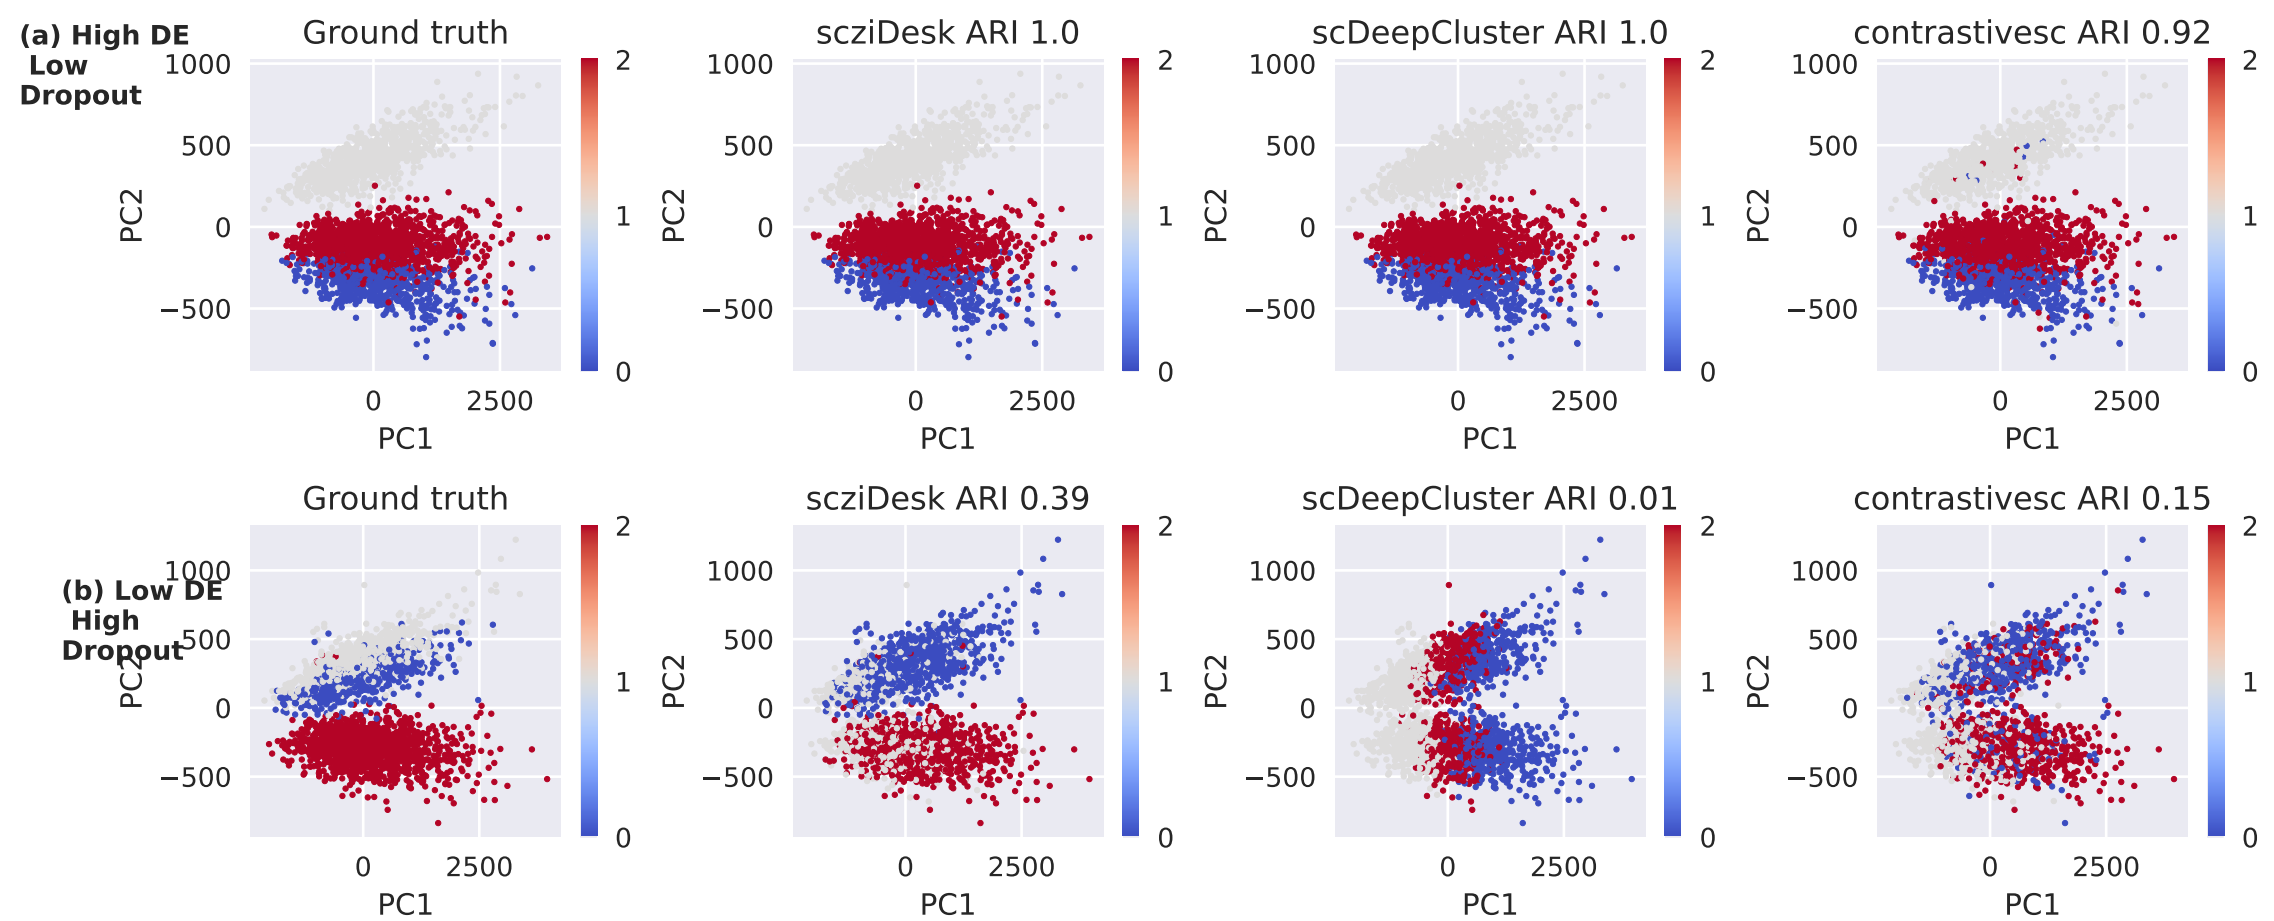 (a) High DE
Low
Dropout
Ground truth
1000
500
0
−500
PC2
0
2500
PC1
2
1
0
scziDesk ARI 1.0
1000
500
0
−500
PC2
0
2500
PC1
2
1
0
scDeepCluster ARI 1.0
1000
500
0
−500
PC2
0
2500
PC1
2
1
0
contrastivesc ARI 0.92
1000
500
0
−500
PC2
0
2500
PC1
2
1
0
(b) Low DE
High
Dropout
Ground truth
1000
500
0
−500
PC2
0
2500
PC1
2
1
0
scziDesk ARI 0.39
1000
500
0
−500
PC2
0
2500
PC1
2
1
0
scDeepCluster ARI 0.01
1000
500
0
−500
PC2
0
2500
PC1
2
1
0
contrastivesc ARI 0.15
1000
500
0
−500
PC2
0
2500
PC1
2
1
0